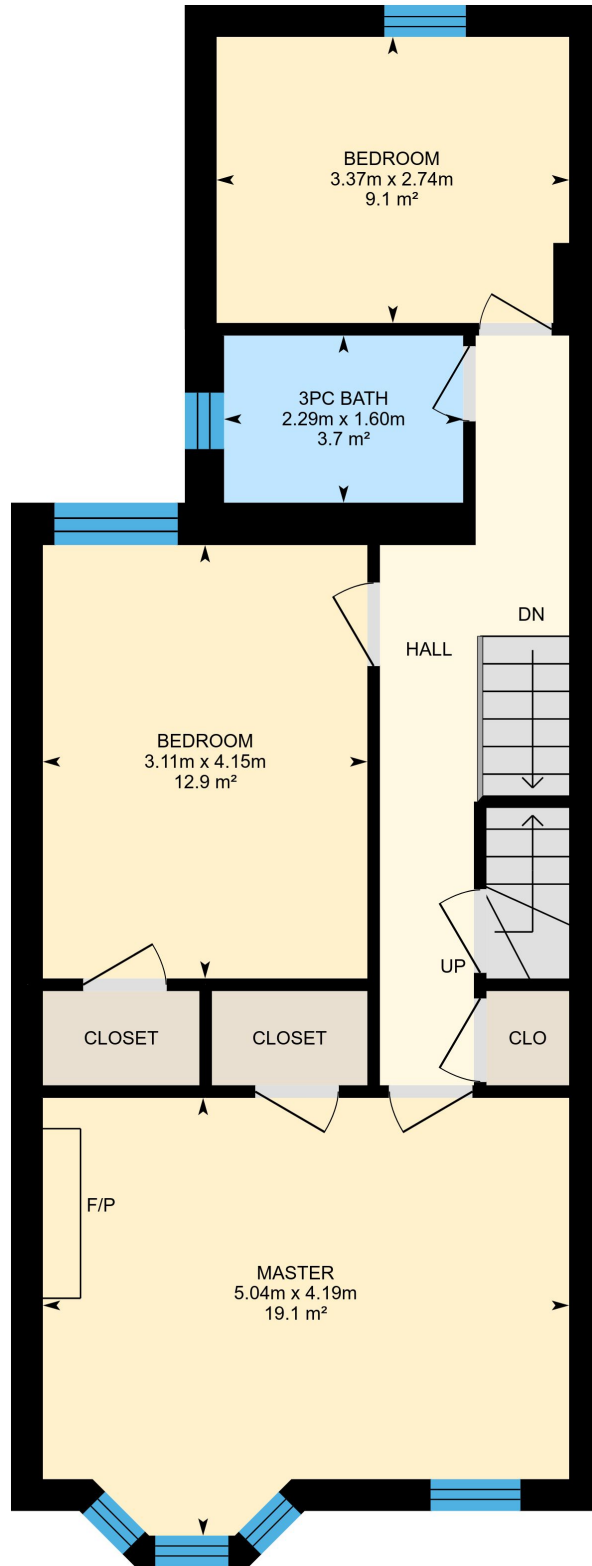 BEDROOM
3.37m x 2.74m
9.1 m²
3PC BATH
2.29m x 1.60m
3.7 m²
DN
HALL
BEDROOM
3.11m x 4.15m
12.9 m²
UP
CLOSET
CLOSET
CLO
F/P
MASTER
5.04m x 4.19m
19.1 m²